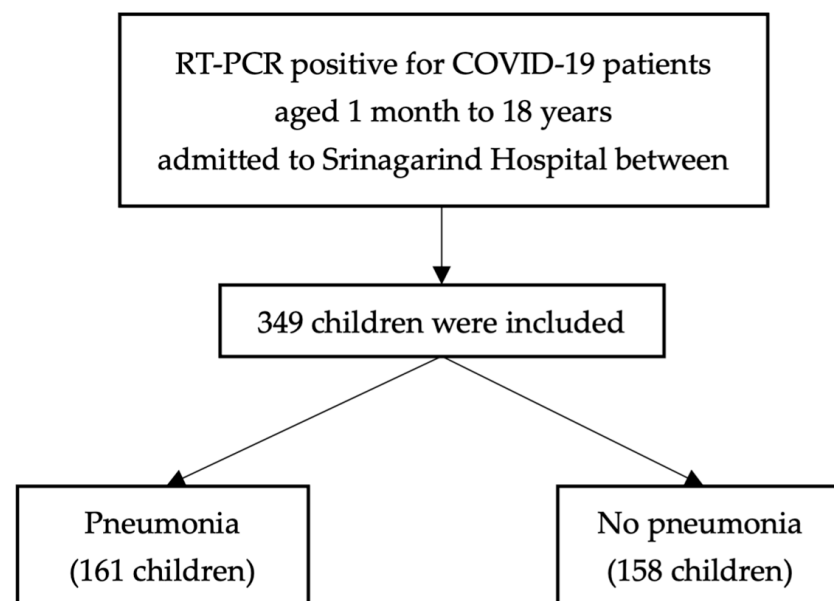 RT-PCR positive for COVID-19 patients
aged 1 month to 18 years
admitted to Srinagarind Hospital between
349 children were included
Pneumonia
(161 children)
No pneumonia
(158 children)